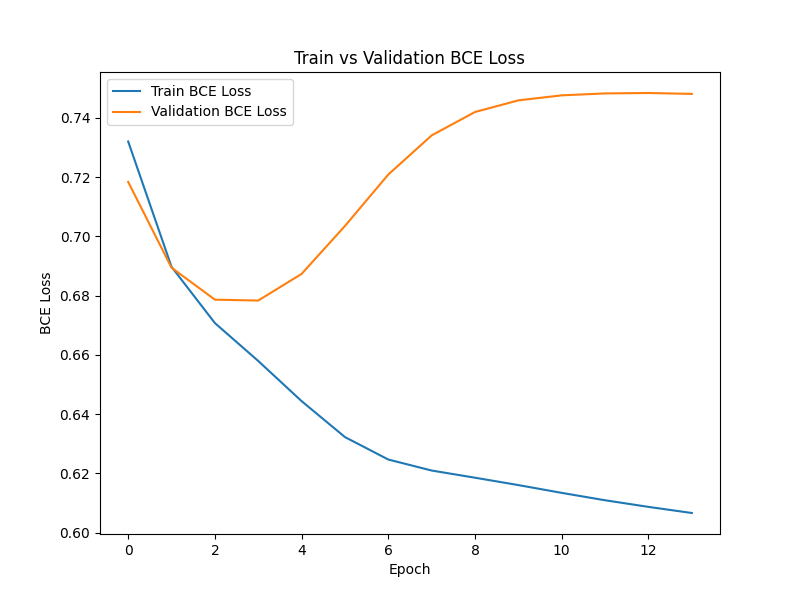 Train vs Validation BCE Loss
Train BCE Loss
Validation BCE Loss
0.74
0.72
0.70
0.68
0.66
0.64
0.62
0.60
BCE Loss
0 2 4 6 8 10 12
Epoch